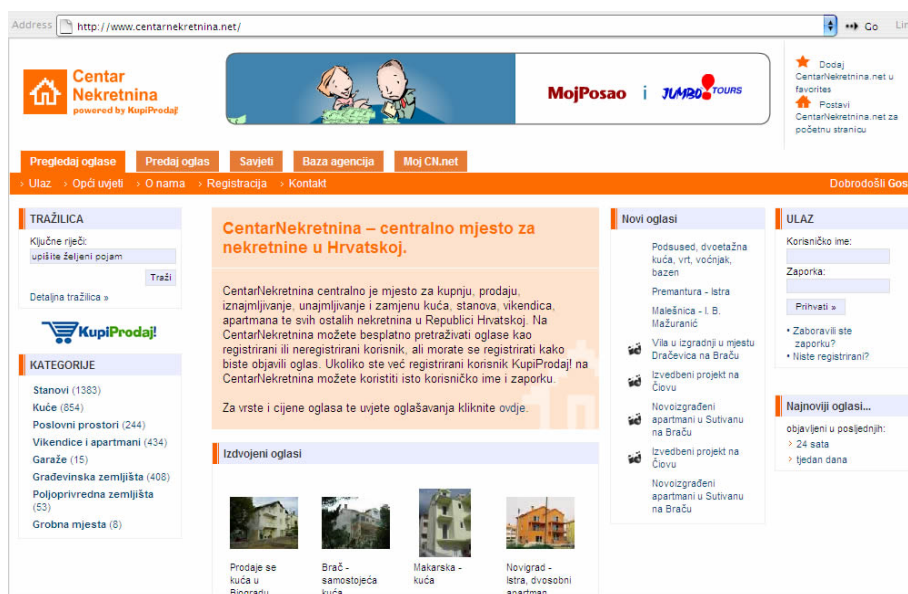 Address http://www.centarnekretnina.net/ Go
Centar
Nekretnina
powered by KupiProdaj!
MojPosao i JUMBO TOURS
Dodaj
CentarNekretnina.net u
favorites
Postavi
CentarNekretnina.net za
početnu stranicu
Pregledaj oglase Predaj oglas Savjeti Baza agencija Moj CN.net
› Ulaz › Opći uvjeti › O nama › Registracija › Kontakt
Dobrodošli
TRAŽILICA
Ključne riječi:
upišite željeni pojam
Traži
Detaljna tražilica »
KupiProdaj!
KATEGORIJE
Stanovi (1383)
Kuće (854)
Poslovni prostori (244)
Vikendice i apartmani (434)
Garaže (15)
Građevinska zemljišta (408)
Poljoprivredna zemljišta
(53)
Grobna mjesta (8)
CentarNekretnina – centralno mjesto za
nekretnine u Hrvatskoj.
CentarNekretnina centralno je mjesto za kupnju, prodaju,
iznajmljivanje, unajmljivanje i zamjenu kuća, stanova, vikendica,
apartmana te svih ostalih nekretnina u Republici Hrvatskoj. Na
CentarNekretnina možete besplatno pretraživati oglase kao
registrirani ili neregistrirani korisnik, ali morate se registrirati kako
biste objavili oglas. Ukoliko ste već registrirani korisnik KupiProdaj! na
CentarNekretnina možete koristiti isto korisničko ime i zaporku.
Za vrste i cijene oglasa te uvjete oglašavanja kliknite ovdje.
Izdvojeni oglasi
Prodaje se
kuća u
Biogradu
Brač -
samostojeća
kuća
Makarska -
kuća
Novigrad -
Istra, dvosobni
apartman
Novi oglasi
Podsused, dvoetažna
kuća, vrt, voćnjak,
bazen
Premantura - Istra
Malešnica - I. B.
Mažuranić
Vila u izgradnji u mjestu
Dračevica na Braču
Izvedbeni projekt na
Čiovu
Novoizgrađeni
apartmani u Sutivanu
na Braču
Izvedbeni projekt na
Čiovu
Novoizgrađeni
apartmani u Sutivanu
na Braču
ULAZ
Korisničko ime:
Zaporka:
Prihvati »
• Zaboravili ste
zaporku?
• Niste registrirani?
Najnoviji oglasi...
objavljeni u posljednjih:
› 24 sata
› tjedan dana